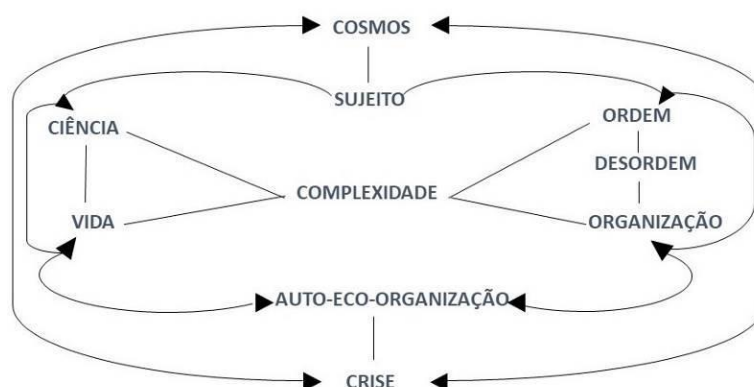 COSMOS
SUJEITO
CIÊNCIA
ORDEM
DESORDEM
COMPLEXIDADE
VIDA
ORGANIZAÇÃO
AUTO-ECO-ORGANIZAÇÃO
CRISE